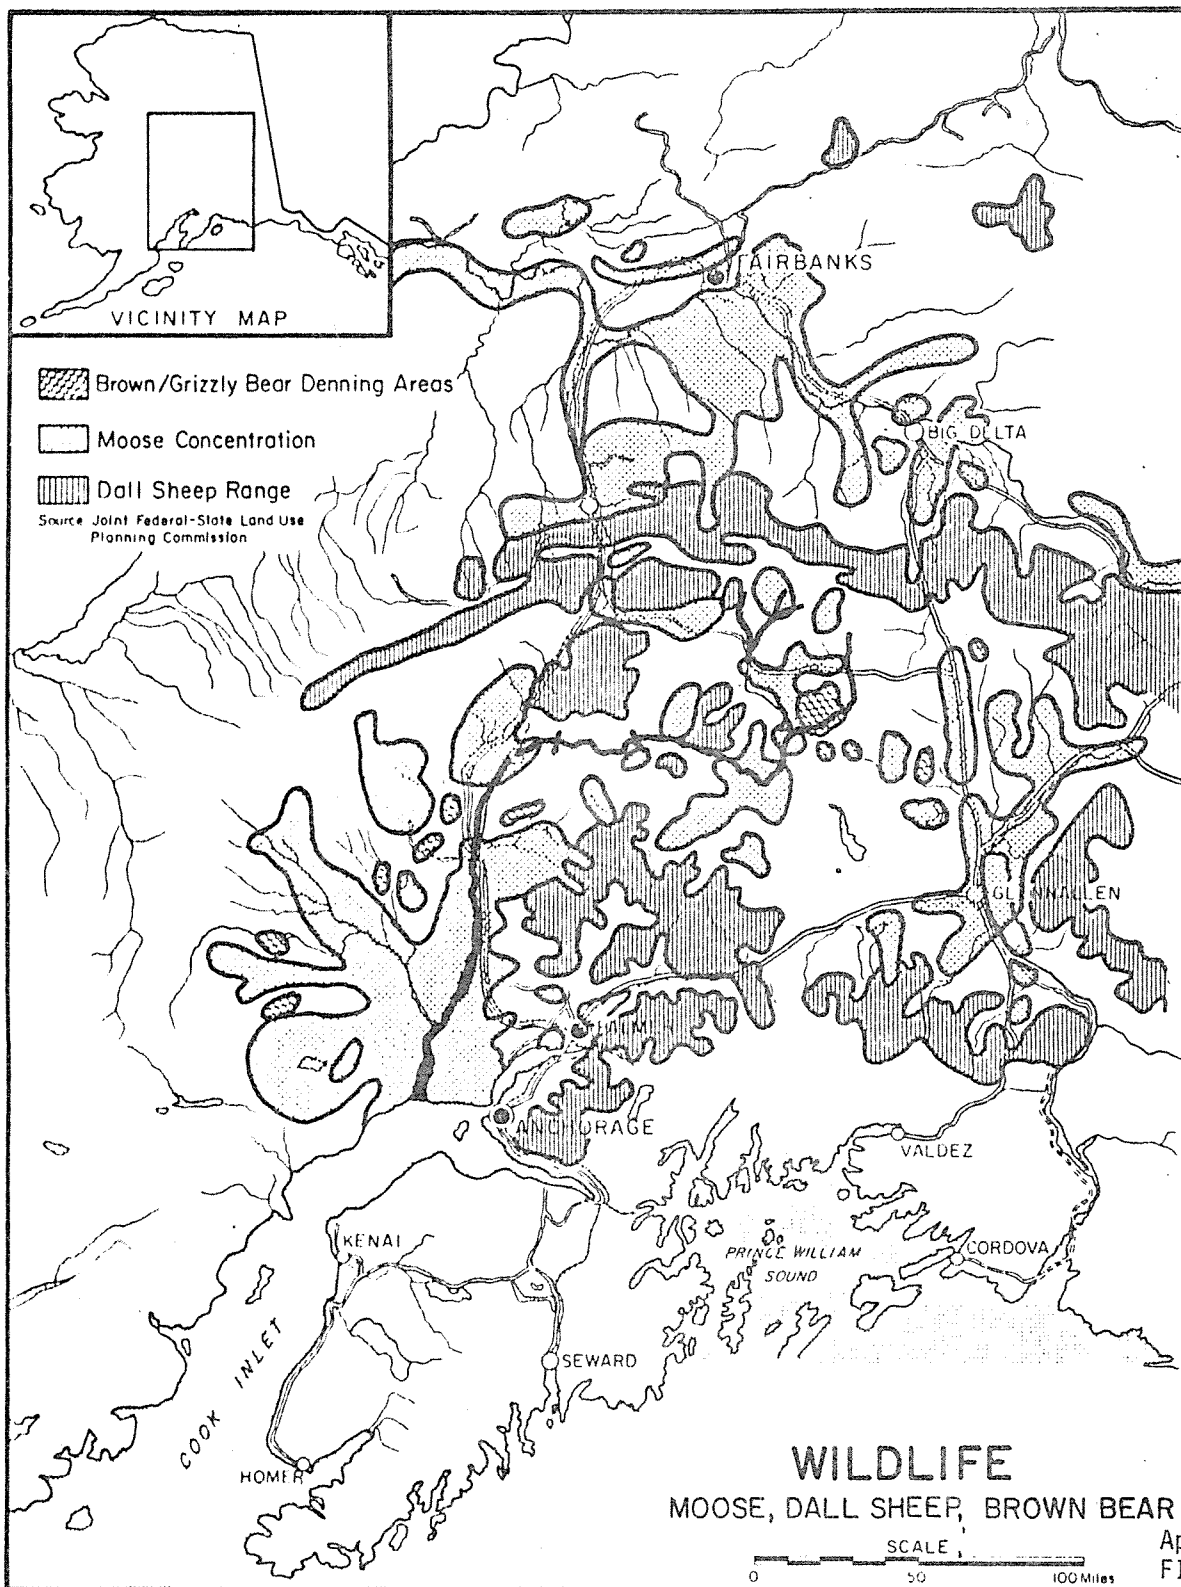 VICINITY MAP
Brown/Grizzly Bear Denning Areas
Moose Concentration
Dall Sheep Range
Source Joint Federal-State Land Use
Planning Commission
FAIRBANKS
BIG DELTA
GLENNALLEN
ANCHORAGE
VALDEZ
KENAI
PRINCE WILLIAM
SOUND
CORDOVA
COOK INLET
SEWARD
HOMER
WILDLIFE
MOOSE, DALL SHEEP, BROWN BEAR
SCALE
0 50 100 Miles